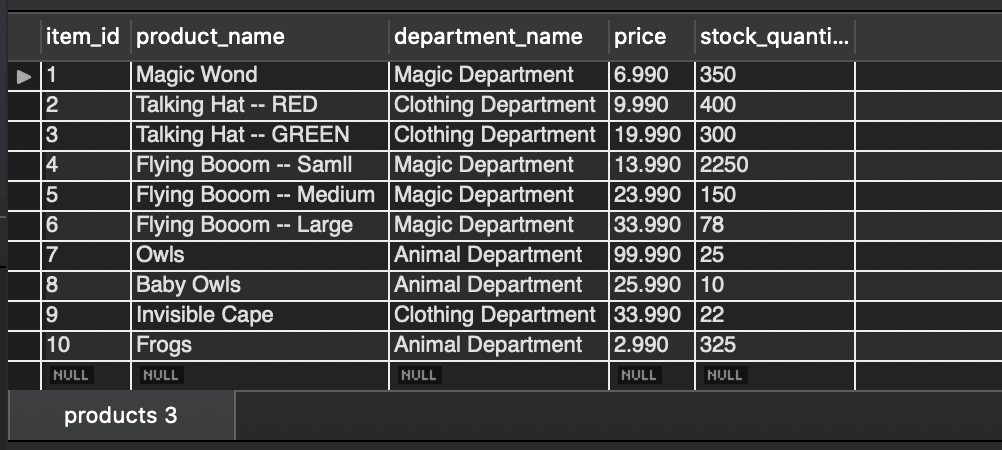 item_id product_name department_name price stock_quanti...
1 Magic Wond Magic Department 6.990 350
2 Talking Hat -- RED Clothing Department 9.990 400
3 Talking Hat -- GREEN Clothing Department 19.990 300
4 Flying Booom -- Samll Magic Department 13.990 2250
5 Flying Booom -- Medium Magic Department 23.990 150
6 Flying Booom -- Large Magic Department 33.990 78
7 Owls Animal Department 99.990 25
8 Baby Owls Animal Department 25.990 10
9 Invisible Cape Clothing Department 33.990 22
10 Frogs Animal Department 2.990 325
NULL NULL NULL NULL NULL
products 3